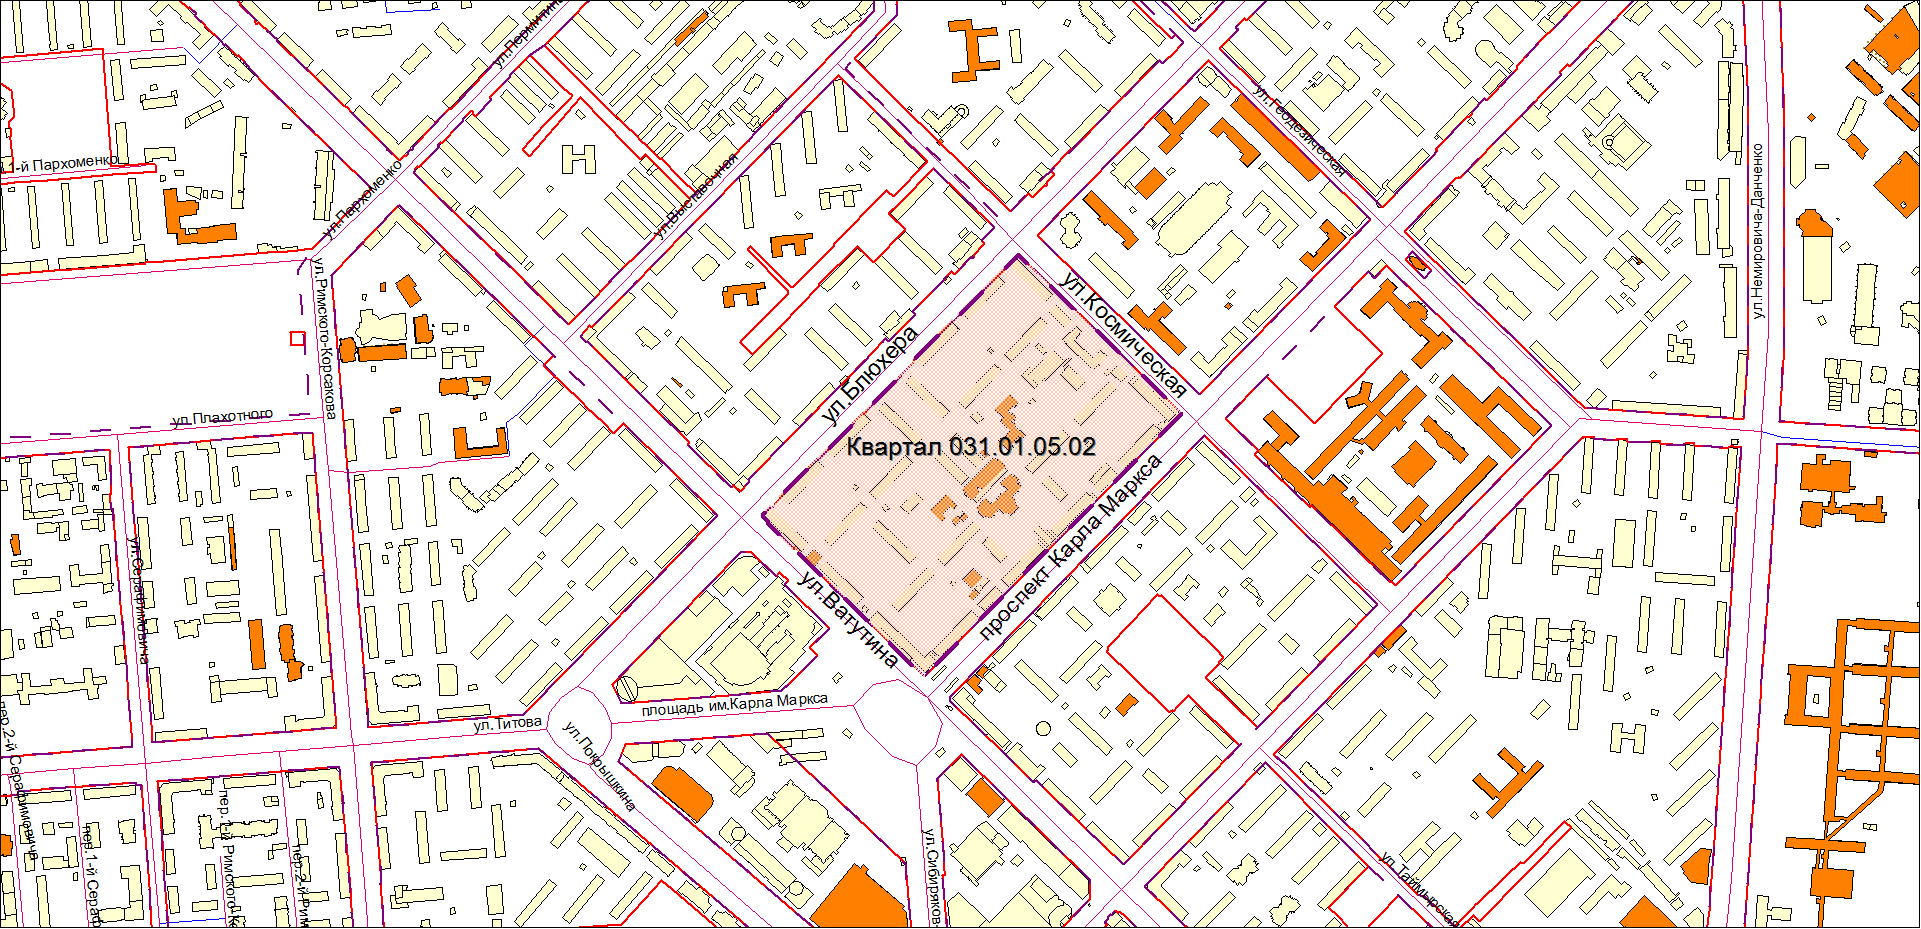 ул.Пермитина
1-й Пархоменко
ул.Пархоменко
ул.Выставочная
ул.Геодезическая
ул.Немировича-Данченко
ул.Римского-Корсакова
ул.Плахотного
ул.Блюхера
ул.Космическая
Квартал 031.01.05.02
проспект Карла Маркса
ул.Ватутина
ул.Серафимовича
площадь им.Карла Маркса
ул.Титова
ул.Покрышкина
пер.2-й Серафимовича
пер.1-й Сераф
пер.1-й Римского-К
пер.2-й Рим
ул.Сибиряков-
ул.Таймырская